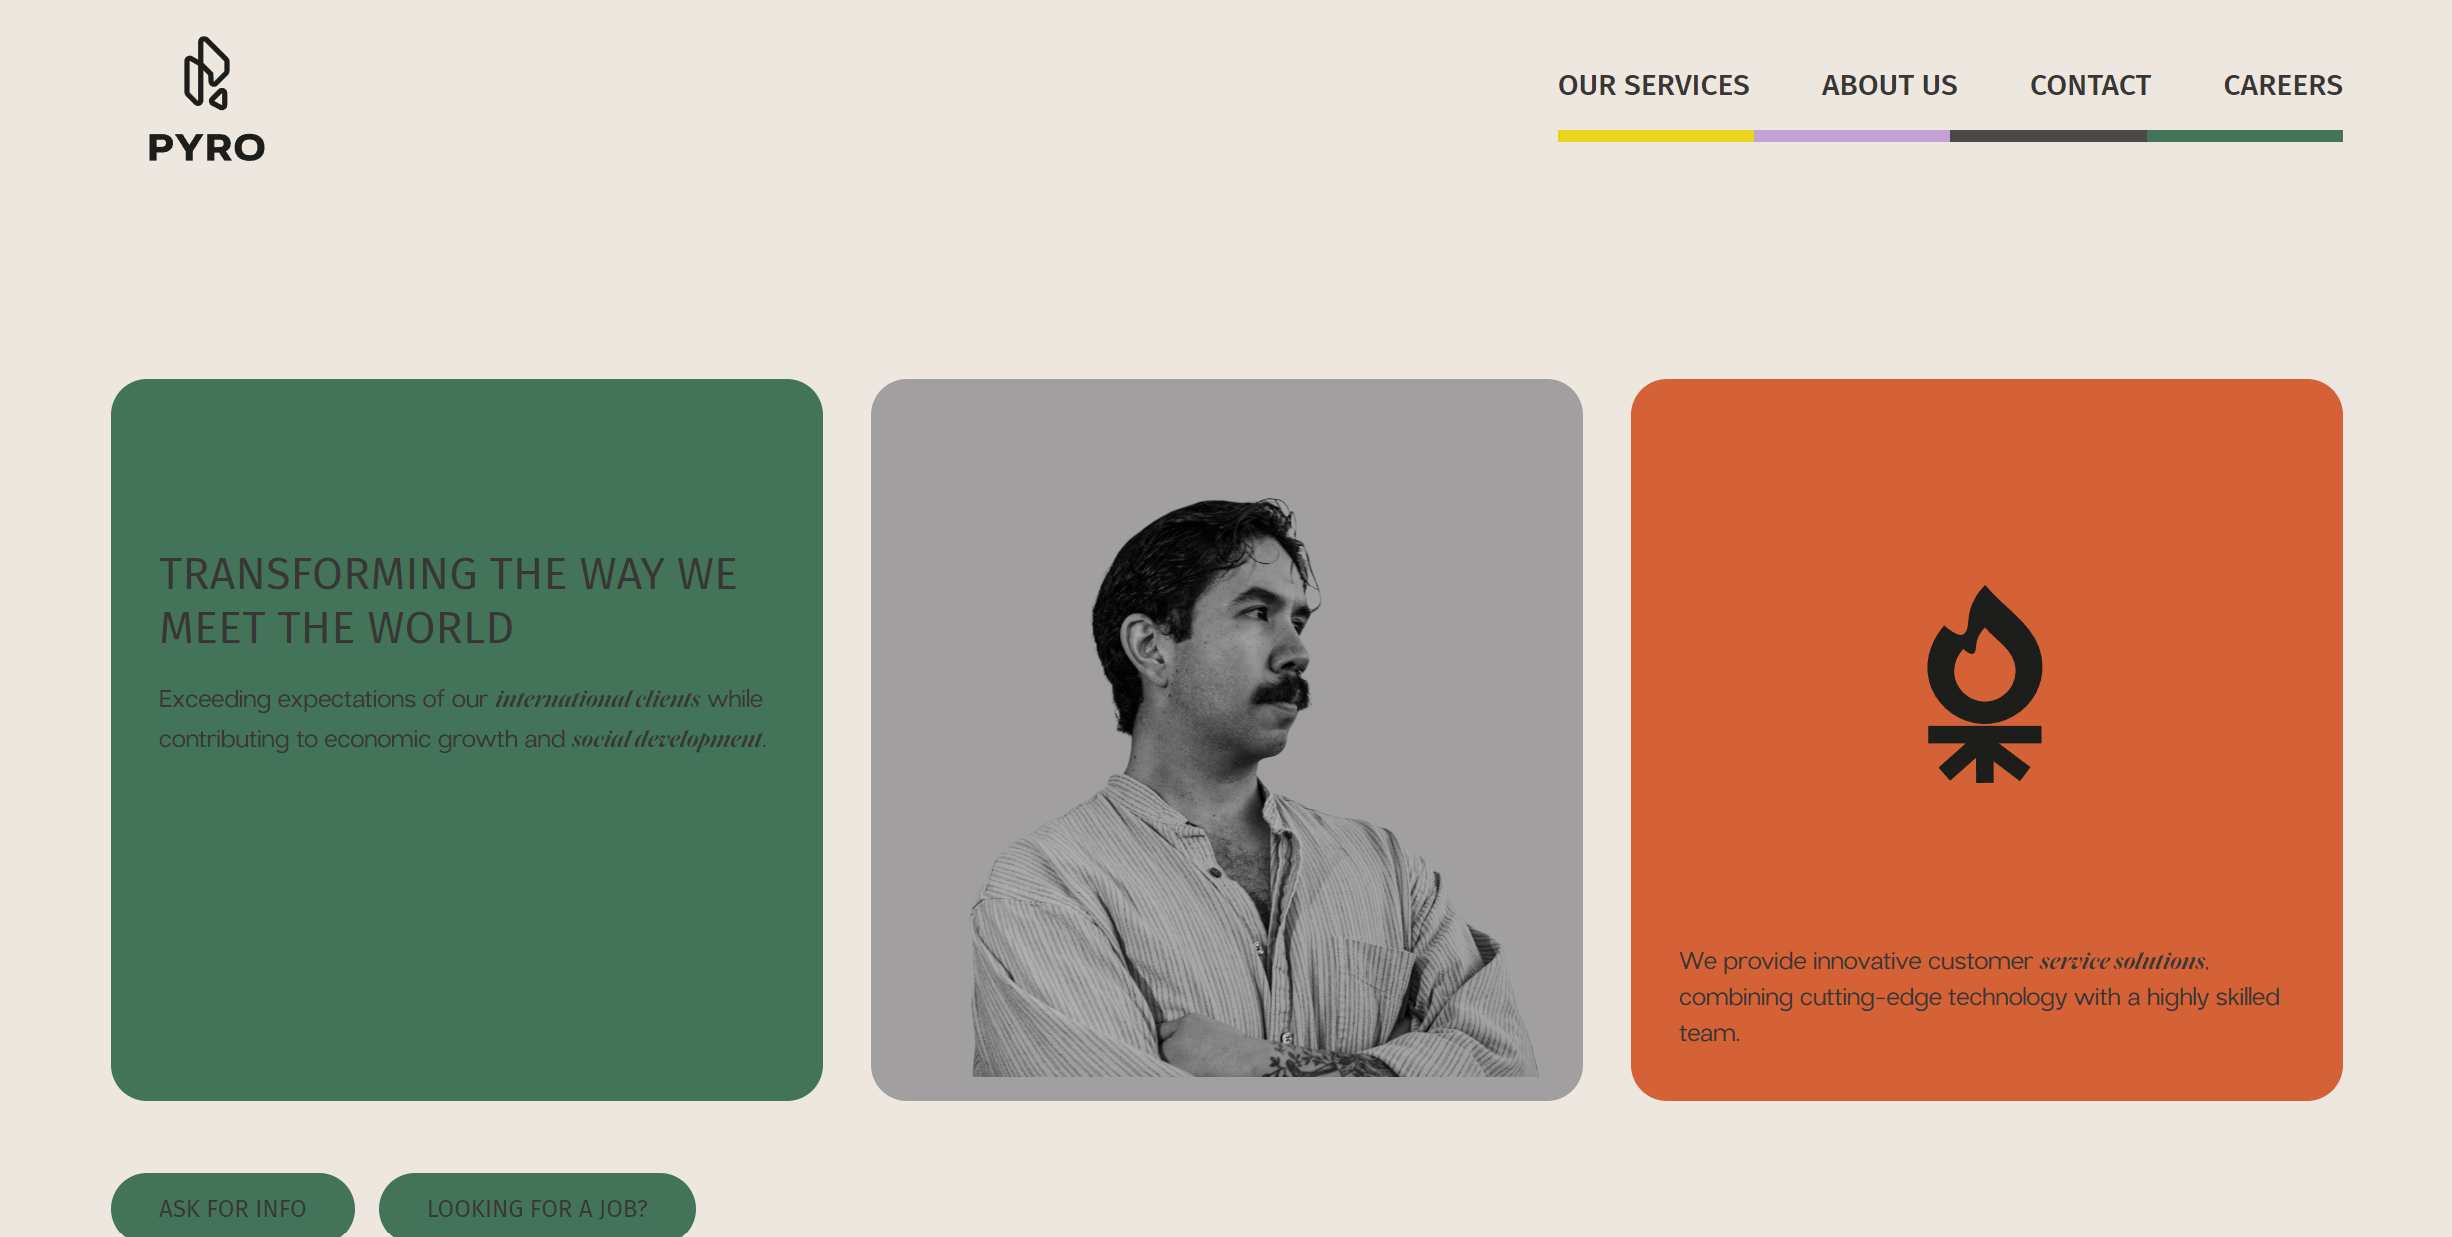 PYRO
OUR SERVICES
ABOUT US
CONTACT
CAREERS
TRANSFORMING THE WAY WE
MEET THE WORLD
Exceeding expectations of our international clients while
contributing to economic growth and social development.
We provide innovative customer service solutions,
combining cutting-edge technology with a highly skilled
team.
ASK FOR INFO
LOOKING FOR A JOB?